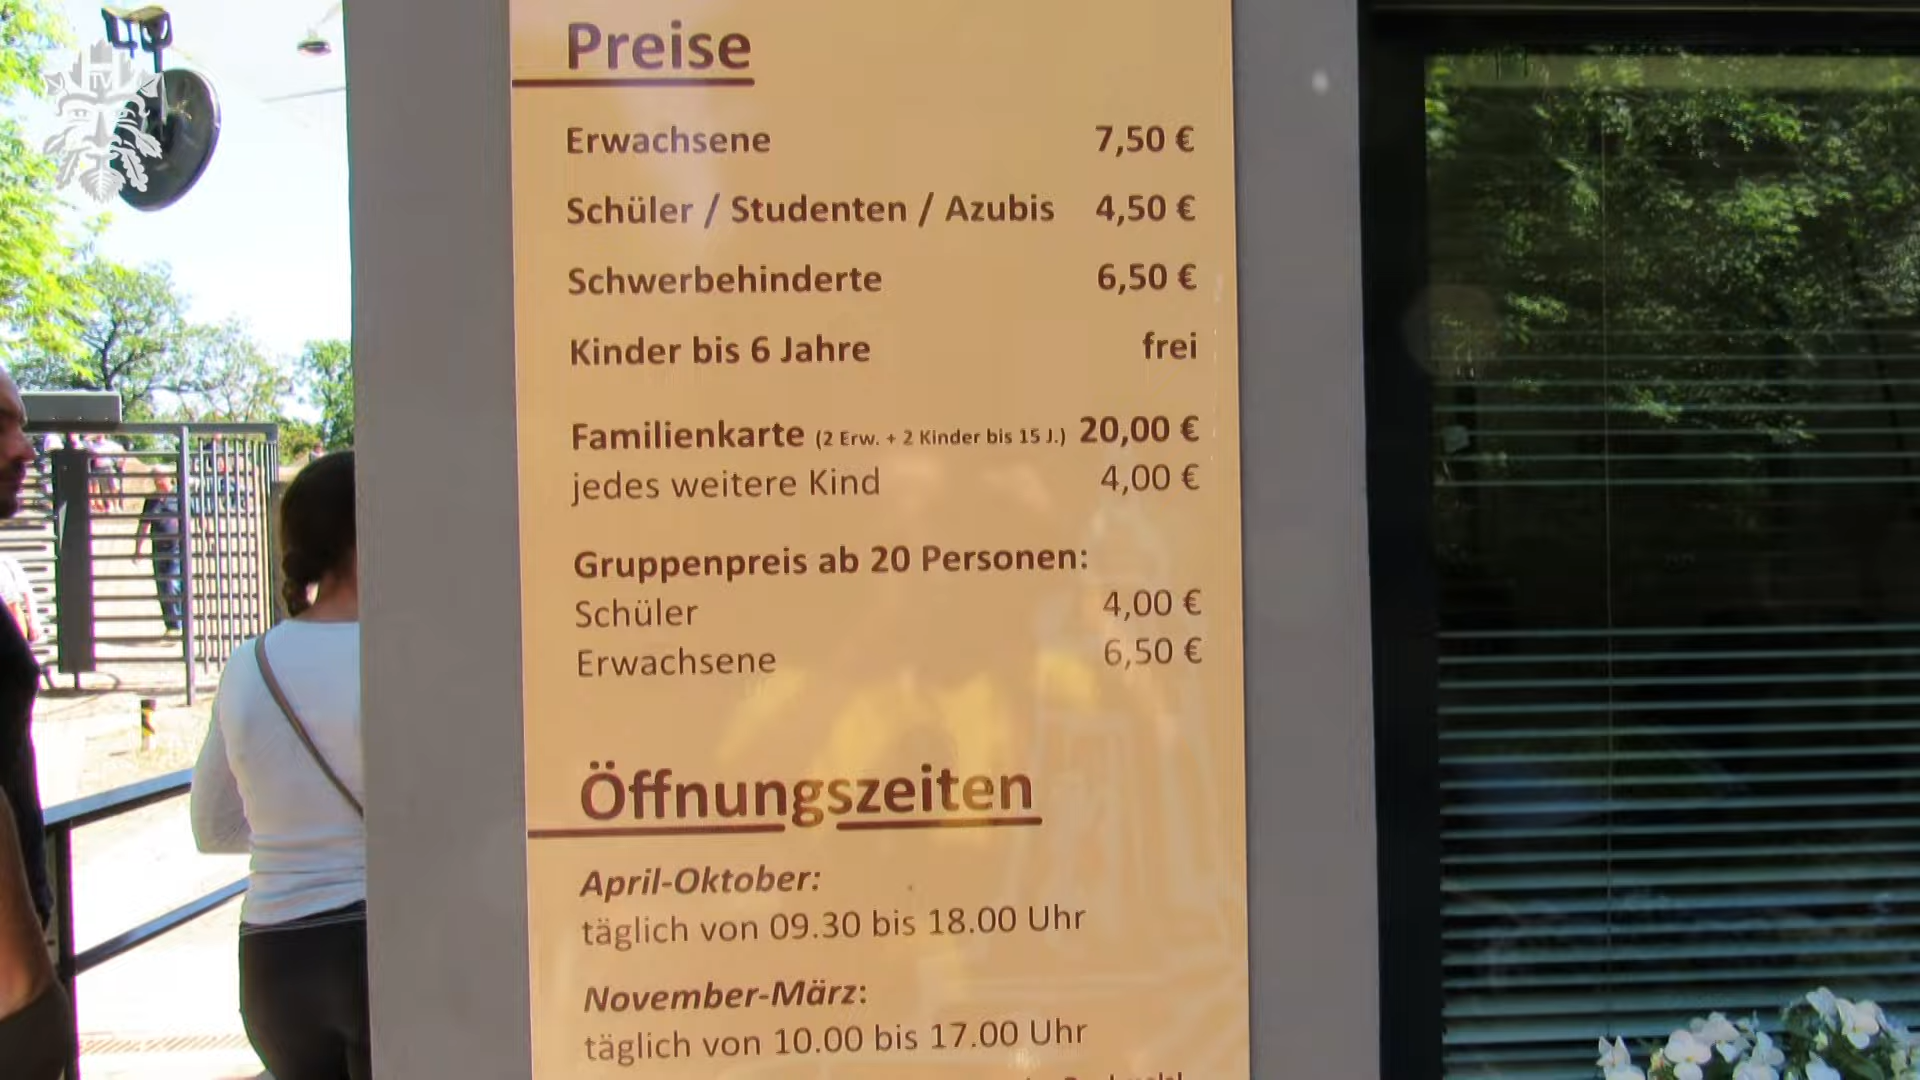 TV
Preise
Erwachsene 7,50 €
Schüler / Studenten / Azubis 4,50 €
Schwerbehinderte 6,50 €
Kinder bis 6 Jahre frei
Familienkarte (2 Erw. + 2 Kinder bis 15 J.) 20,00 €
jedes weitere Kind 4,00 €
Gruppenpreis ab 20 Personen:
Schüler 4,00 €
Erwachsene 6,50 €
Öffnungszeiten
April-Oktober:
täglich von 09.30 bis 18.00 Uhr
November-März:
täglich von 10.00 bis 17.00 Uhr